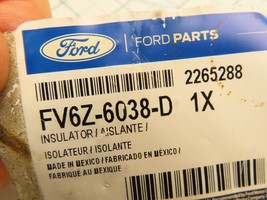 Ford
FORD PARTS
2265288
FV6Z-6038-D 1X
INSULATOR / AISLANTE /
ISOLATEUR / ISOLANTE
MADE IN MEXICO / FABRICADO EN MÉXICO /
FABRIQUÉ AU MEXIQUE